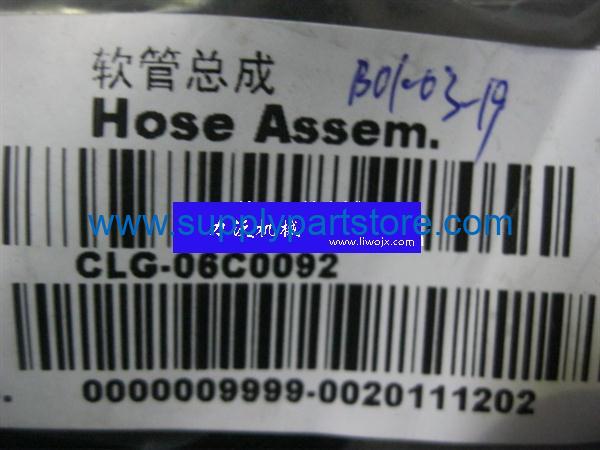 软管总成
B01-03-19
Hose Assem.
www.supplypartstore.com
www.liwojx.com
CLG-06C0092
0000009999-0020111202